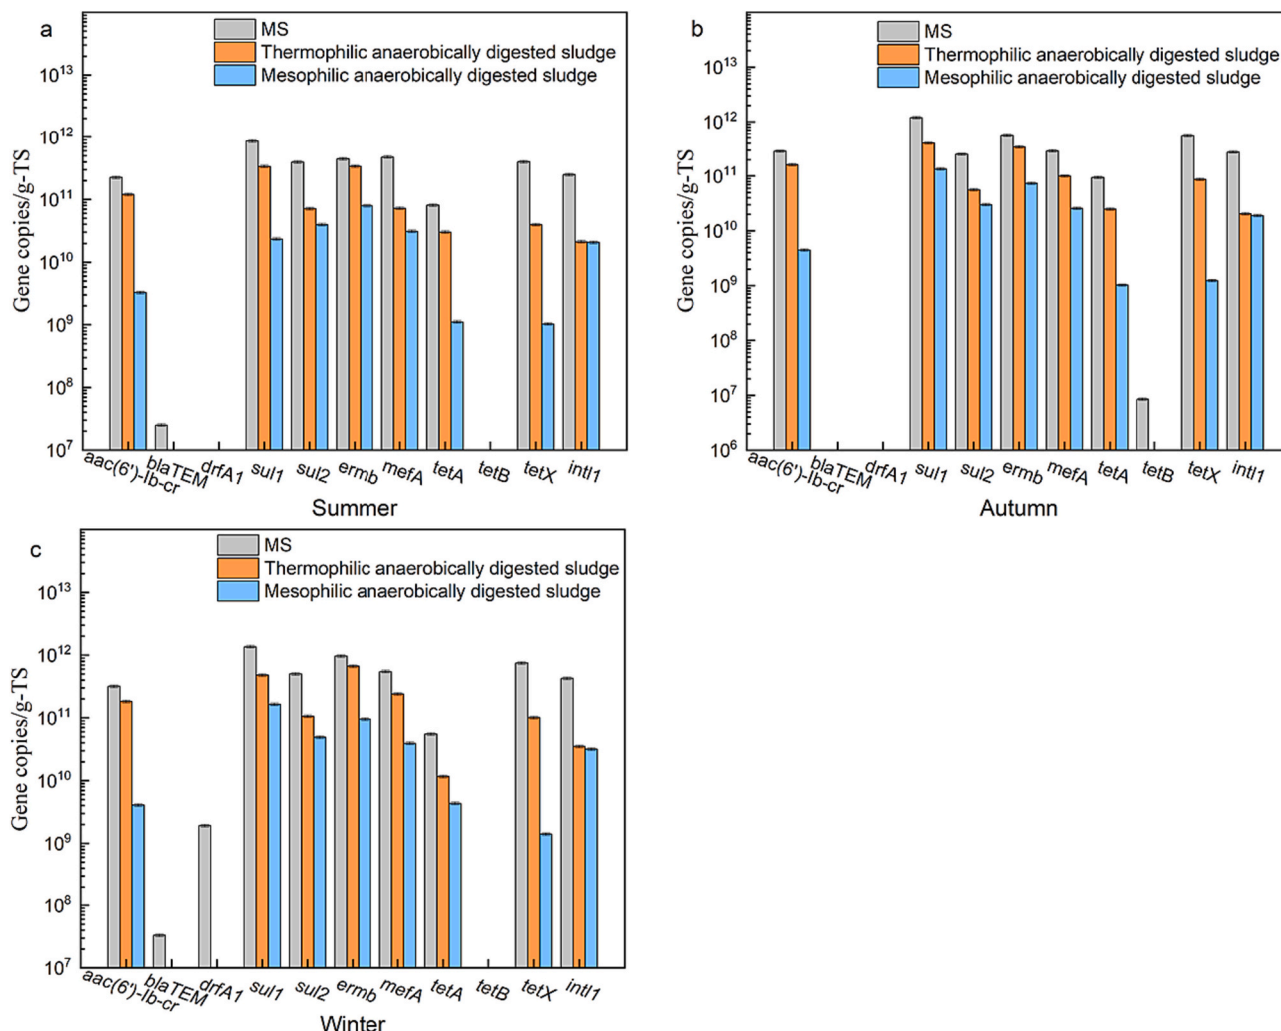 a
MS
Thermophilic anaerobically digested sludge
Mesophilic anaerobically digested sludge
Gene copies/g-TS
10^13
10^12
10^11
10^10
10^9
10^8
10^7
aac(6')-Ib-cr
blaTEM
drfA1
sul1
sul2
ermb
mefA
tetA
tetB
tetX
intl1
Summer
b
MS
Thermophilic anaerobically digested sludge
Mesophilic anaerobically digested sludge
Gene copies/g-TS
10^13
10^12
10^11
10^10
10^9
10^8
10^7
10^6
aac(6')-Ib-cr
blaTEM
drfA1
sul1
sul2
ermb
mefA
tetA
tetB
tetX
intl1
Autumn
c
MS
Thermophilic anaerobically digested sludge
Mesophilic anaerobically digested sludge
Gene copies/g-TS
10^13
10^12
10^11
10^10
10^9
10^8
10^7
aac(6')-Ib-cr
blaTEM
drfA1
sul1
sul2
ermb
mefA
tetA
tetB
tetX
intl1
Winter